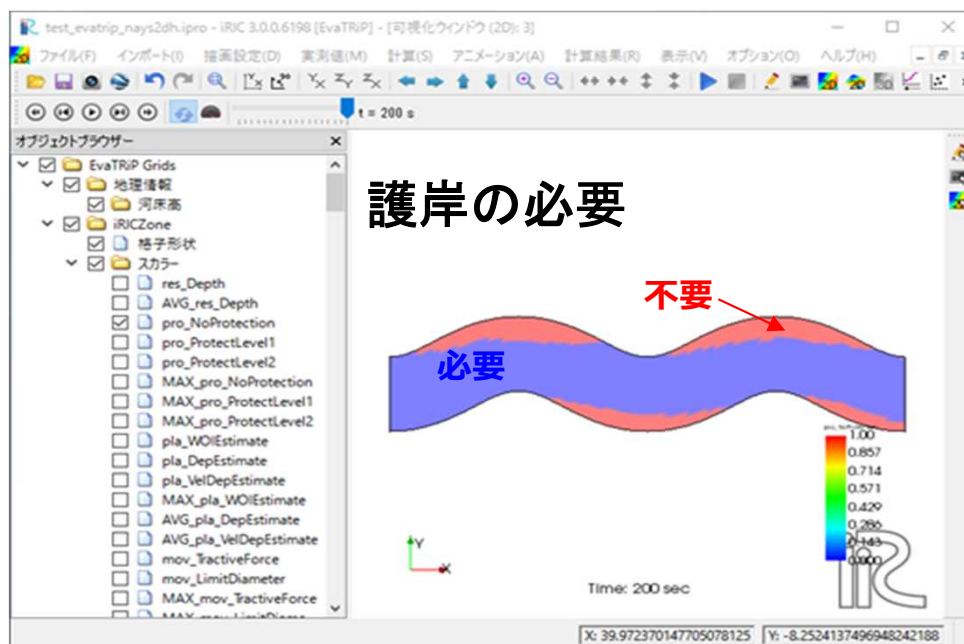 test_evatrip_nays2dh.ipro - iRIC 3.0.0.6198 [EvaTRiP] - [可視化ウィンドウ (2D): 3]
ファイル(F) インポート(I) 描画設定(D) 実測値(M) 計算(S) アニメーション(A) 計算結果(R) 表示(V) オプション(O) ヘルプ(H)
t = 200 s
オブジェクトブラウザー
EvaTRiP Grids
地理情報
河床高
iRICZone
格子形状
スカラー
res_Depth
AVG_res_Depth
pro_NoProtection
pro_ProtectLevel1
pro_ProtectLevel2
MAX_pro_NoProtection
MAX_pro_ProtectLevel1
MAX_pro_ProtectLevel2
pla_WOIEstimate
pla_DepEstimate
pla_VelDepEstimate
MAX_pla_WOIEstimate
AVG_pla_DepEstimate
AVG_pla_VelDepEstimate
mov_TractiveForce
mov_LimitDiameter
MAX_mov_TractiveForce
護岸の必要
不要
必要
1.00
0.857
0.714
0.571
0.429
0.286
0.143
0.000
Y
X
Time: 200 sec
iRIC
X: 39.972370147705078125
Y: -8.2524137496948242188